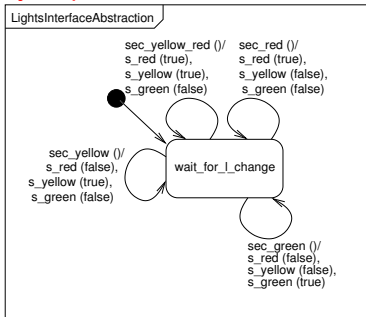 LightsInterfaceAbstraction
sec_yellow_red ()/
s_red (true),
s_yellow (true),
s_green (false)
sec_red ()/
s_red (true),
s_yellow (false),
s_green (false)
sec_yellow ()/
s_red (false),
s_yellow (true),
s_green (false)
wait_for_l_change
sec_green ()/
s_red (false),
s_yellow (false),
s_green (true)